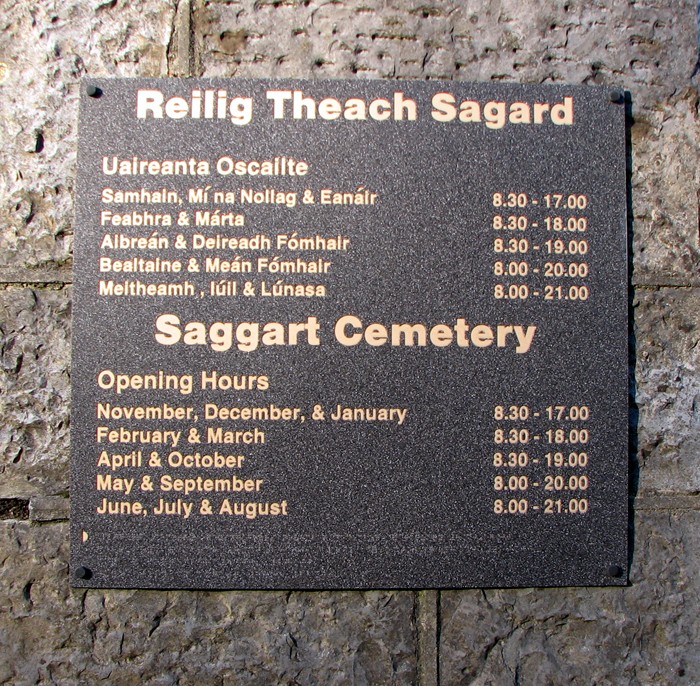 Reilig Theach Sagard
Uaireanta Oscailte
Samhain, Mí na Nollag & Eanáir 8.30 - 17.00
Feabhra & Márta 8.30 - 18.00
Aibreán & Deireadh Fómhair 8.30 - 19.00
Bealtaine & Meán Fómhair 8.00 - 20.00
Meitheamh , Iúil & Lúnasa 8.00 - 21.00
Saggart Cemetery
Opening Hours
November, December, & January 8.30 - 17.00
February & March 8.30 - 18.00
April & October 8.30 - 19.00
May & September 8.00 - 20.00
June, July & August 8.00 - 21.00